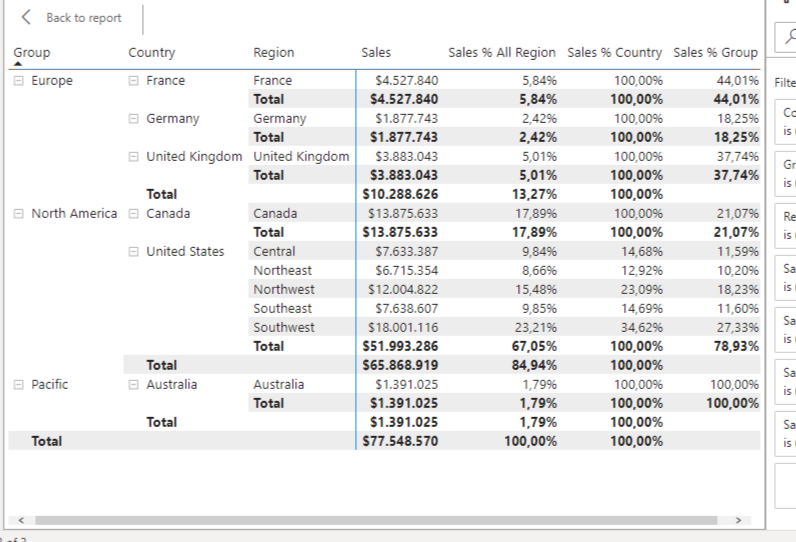 Back to report
Group Country Region Sales Sales % All Region Sales % Country Sales % Group
Filte
Europe France France $4.527.840 5,84% 100,00% 44,01%
Total $4.527.840 5,84% 100,00% 44,01%
Co
Germany Germany $1.877.743 2,42% 100,00% 18,25%
is
Total $1.877.743 2,42% 100,00% 18,25%
United Kingdom United Kingdom $3.883.043 5,01% 100,00% 37,74%
Gr
Total $3.883.043 5,01% 100,00% 37,74%
is
Total $10.288.626 13,27% 100,00%
North America Canada Canada $13.875.633 17,89% 100,00% 21,07%
Re
Total $13.875.633 17,89% 100,00% 21,07%
is
United States Central $7.633.387 9,84% 14,68% 11,59%
Northeast $6.715.354 8,66% 12,92% 10,20%
Sa
Northwest $12.004.822 15,48% 23,09% 18,23%
is
Southeast $7.638.607 9,85% 14,69% 11,60%
Southwest $18.001.116 23,21% 34,62% 27,33%
Sa
Total $51.993.286 67,05% 100,00% 78,93%
is
Total $65.868.919 84,94% 100,00%
Sa
Pacific Australia Australia $1.391.025 1,79% 100,00% 100,00%
is
Total $1.391.025 1,79% 100,00% 100,00%
Total $1.391.025 1,79% 100,00%
Sa
Total $77.548.570 100,00% 100,00%
is